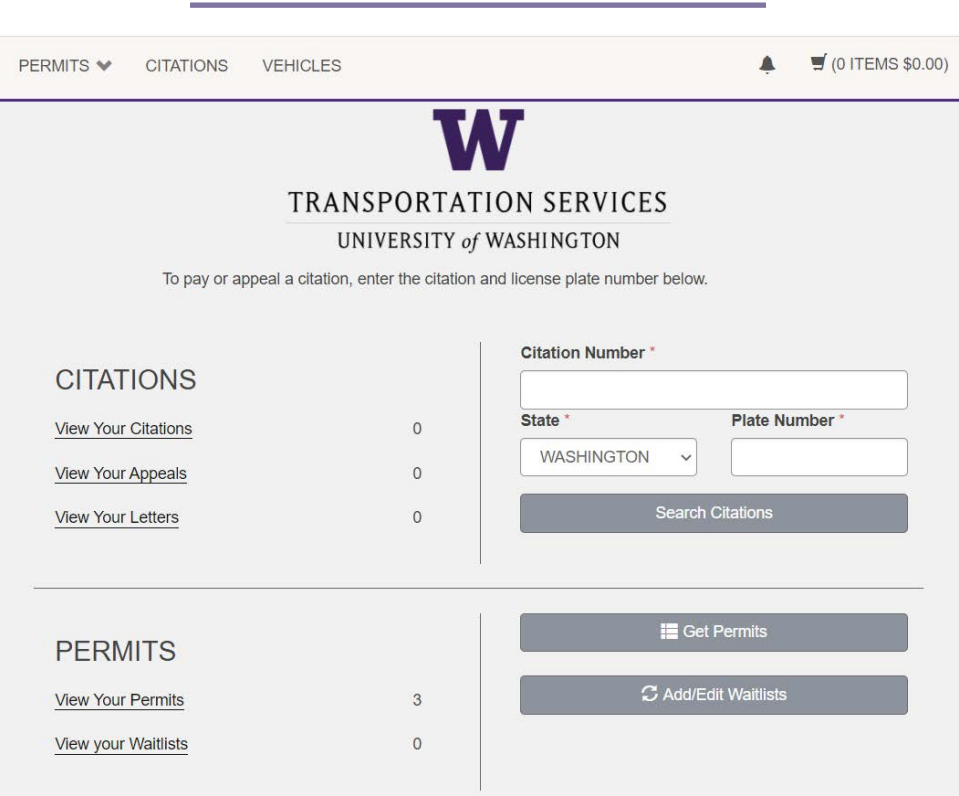 PERMITS CITATIONS VEHICLES (0 ITEMS $0.00)
W
TRANSPORTATION SERVICES
UNIVERSITY of WASHINGTON
To pay or appeal a citation, enter the citation and license plate number below.
CITATIONS
View Your Citations 0
View Your Appeals 0
View Your Letters 0
Citation Number *
State * Plate Number *
WASHINGTON
Search Citations
PERMITS
View Your Permits 3
View your Waitlists 0
Get Permits
Add/Edit Waitlists